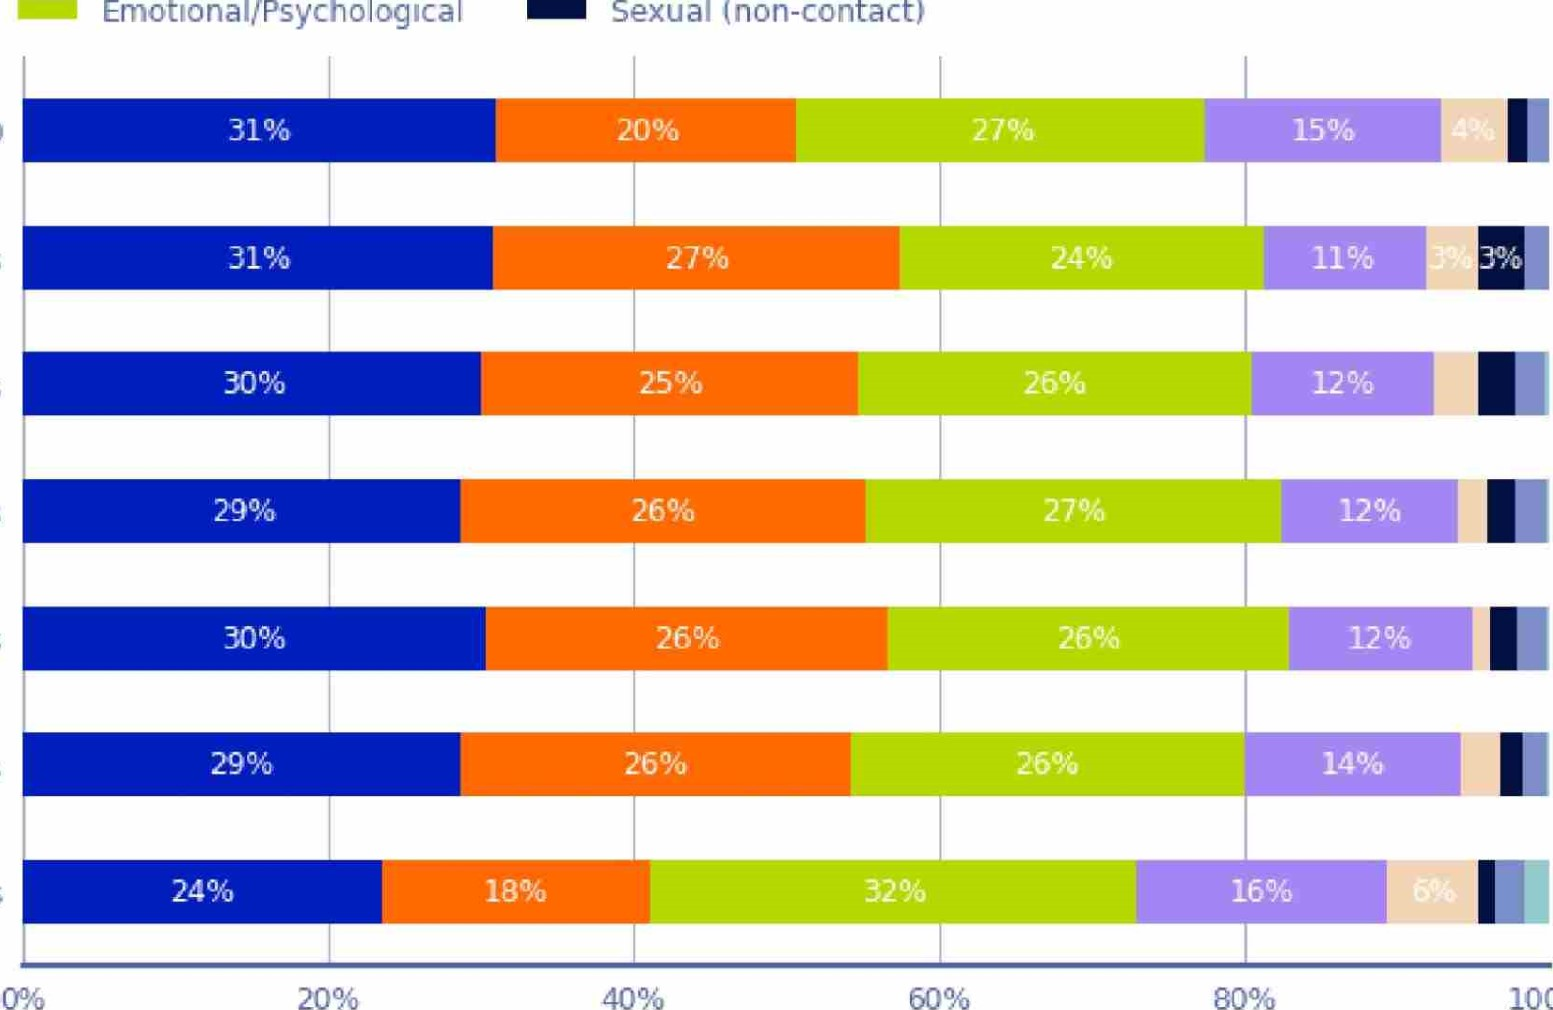 Emotional/Psychological Sexual (non-contact)
31% 20% 27% 15% 4%
31% 27% 24% 11% 3% 3%
30% 25% 26% 12%
29% 26% 27% 12%
30% 26% 26% 12%
29% 26% 26% 14%
24% 18% 32% 16% 6%
0% 20% 40% 60% 80% 100